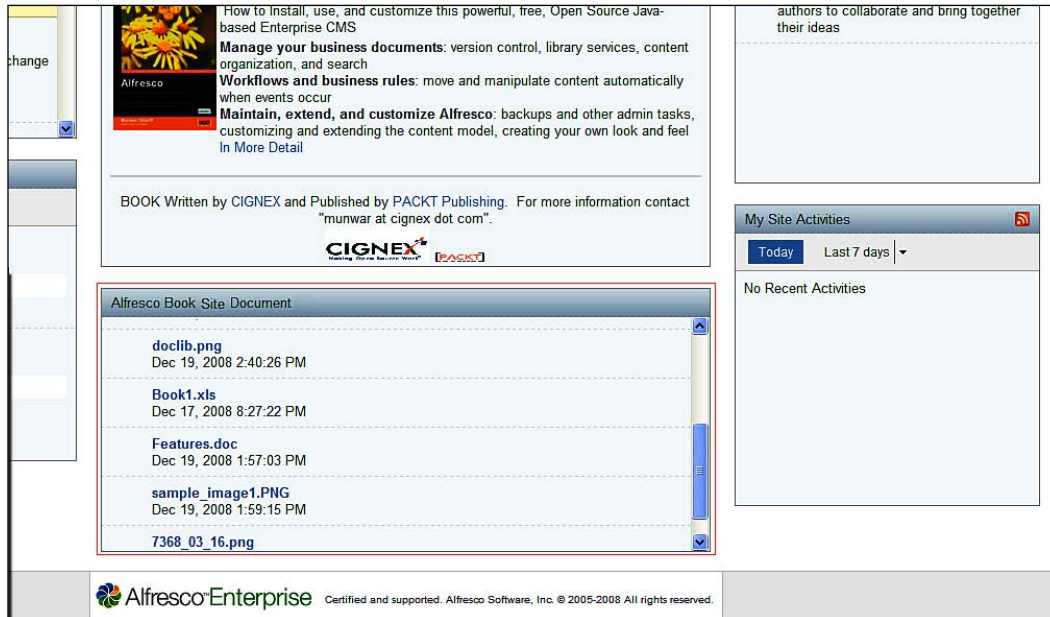 change
How to Install, use, and customize this powerful, free, Open Source Java-
based Enterprise CMS
Manage your business documents: version control, library services, content
organization, and search
Workflows and business rules: move and manipulate content automatically
when events occur
Maintain, extend, and customize Alfresco: backups and other admin tasks,
customizing and extending the content model, creating your own look and feel
In More Detail
Alfresco
BOOK Written by CIGNEX and Published by PACKT Publishing. For more information contact
"munwar at cignex dot com".
CIGNEX
Making Open Source Work
[PACKT]
authors to collaborate and bring together
their ideas
My Site Activities
Today Last 7 days
No Recent Activities
Alfresco Book Site Document
doclib.png
Dec 19, 2008 2:40:26 PM
Book1.xls
Dec 17, 2008 8:27:22 PM
Features.doc
Dec 19, 2008 1:57:03 PM
sample_image1.PNG
Dec 19, 2008 1:59:15 PM
7368_03_16.png
Alfresco Enterprise Certified and supported. Alfresco Software, Inc. © 2005-2008 All rights reserved.